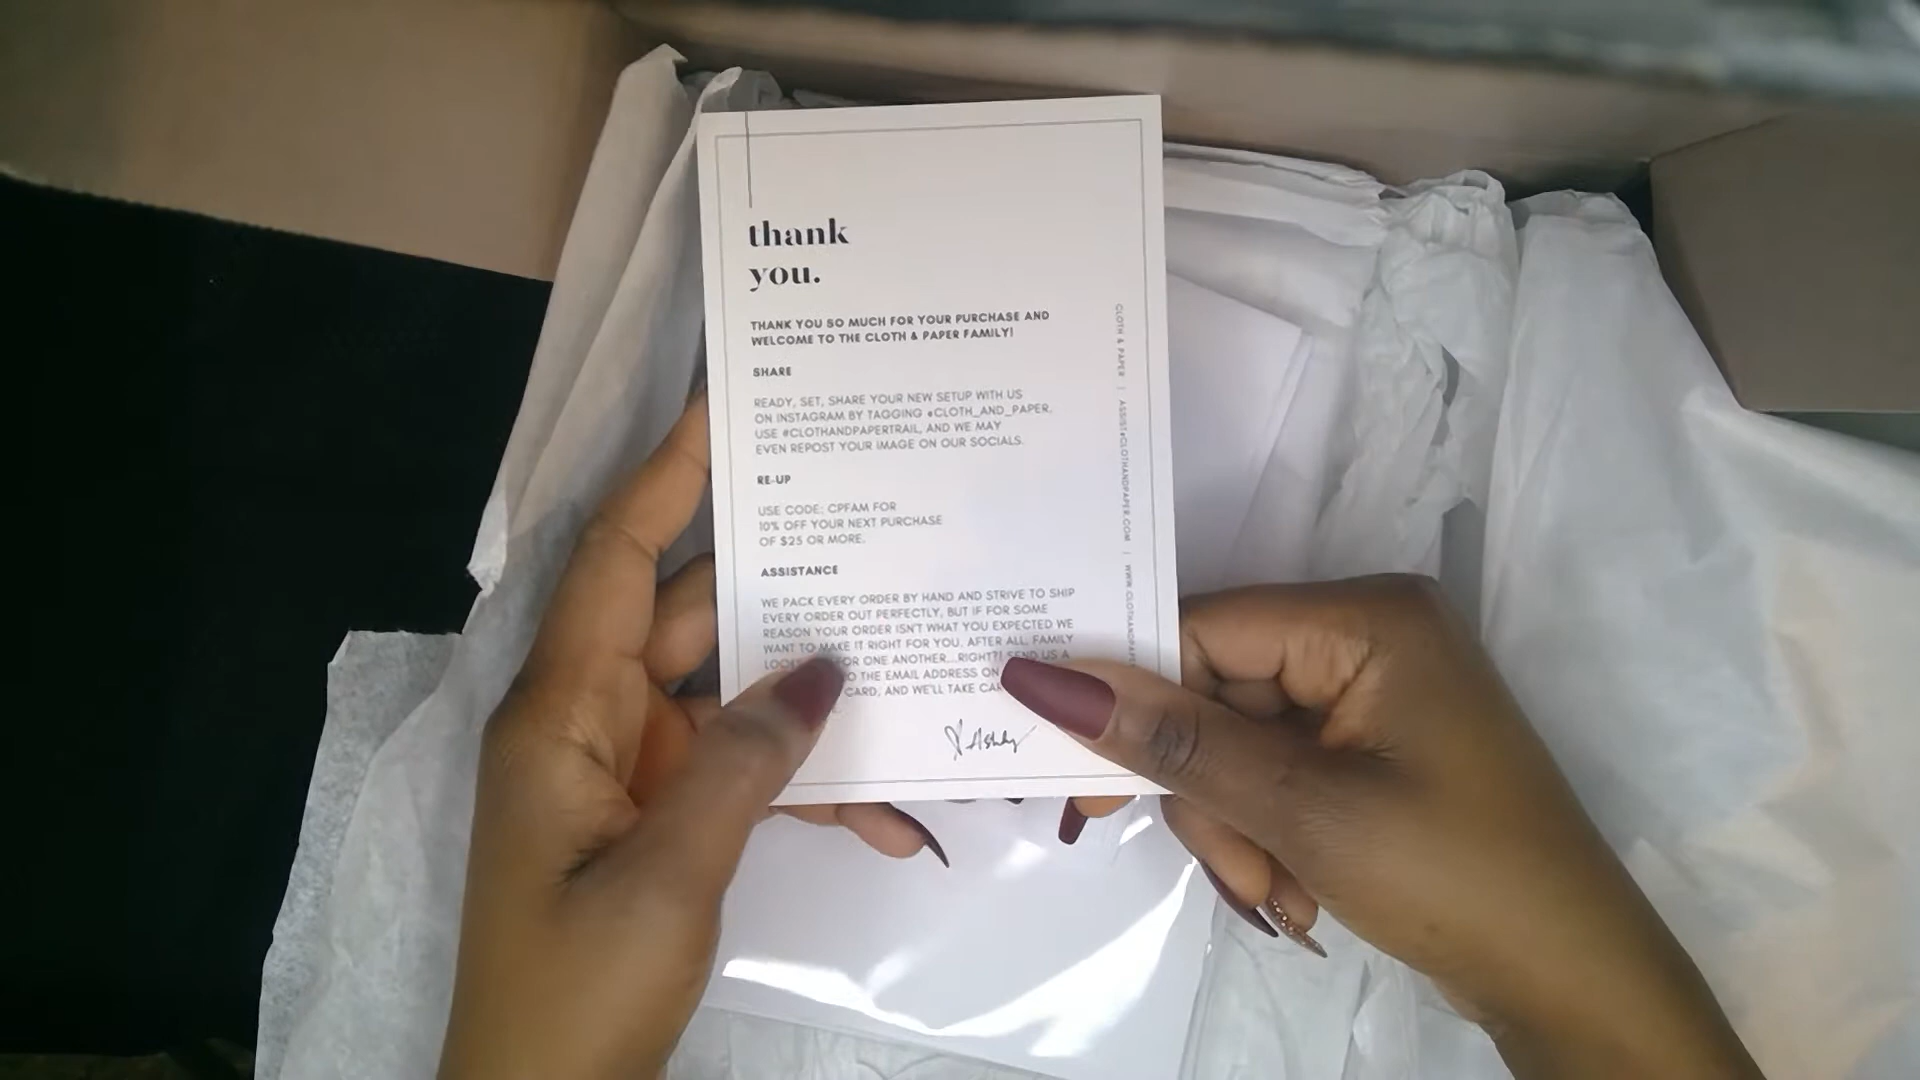 thank
you.
THANK YOU SO MUCH FOR YOUR PURCHASE AND
WELCOME TO THE CLOTH & PAPER FAMILY!
SHARE
READY, SET, SHARE YOUR NEW SETUP WITH US
ON INSTAGRAM BY TAGGING @CLOTH_AND_PAPER.
USE #CLOTHANDPAPERTRAIL, AND WE MAY
EVEN REPOST YOUR IMAGE ON OUR SOCIALS.
RE-UP
USE CODE: CPFAM FOR
10% OFF YOUR NEXT PURCHASE
OF $25 OR MORE.
ASSISTANCE
WE PACK EVERY ORDER BY HAND AND STRIVE TO SHIP
EVERY ORDER OUT PERFECTLY, BUT IF FOR SOME
REASON YOUR ORDER ISN'T WHAT YOU EXPECTED WE
WANT TO MAKE IT RIGHT FOR YOU. AFTER ALL, FAMILY
FOR ONE ANOTHER...RIGHT?! SEND US A
THE EMAIL ADDRESS ON
CARD, AND WE'LL TAKE
Ashley
CLOTH & PAPER | ASSIST@CLOTHANDPAPER.COM |